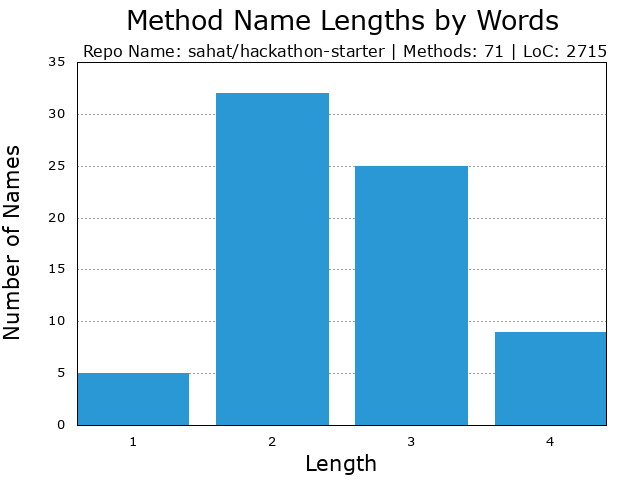 Method Name Lengths by Words
Repo Name: sahat/hackathon-starter | Methods: 71 | LoC: 2715
Number of Names
35
30
25
20
15
10
5
0
1 2 3 4
Length